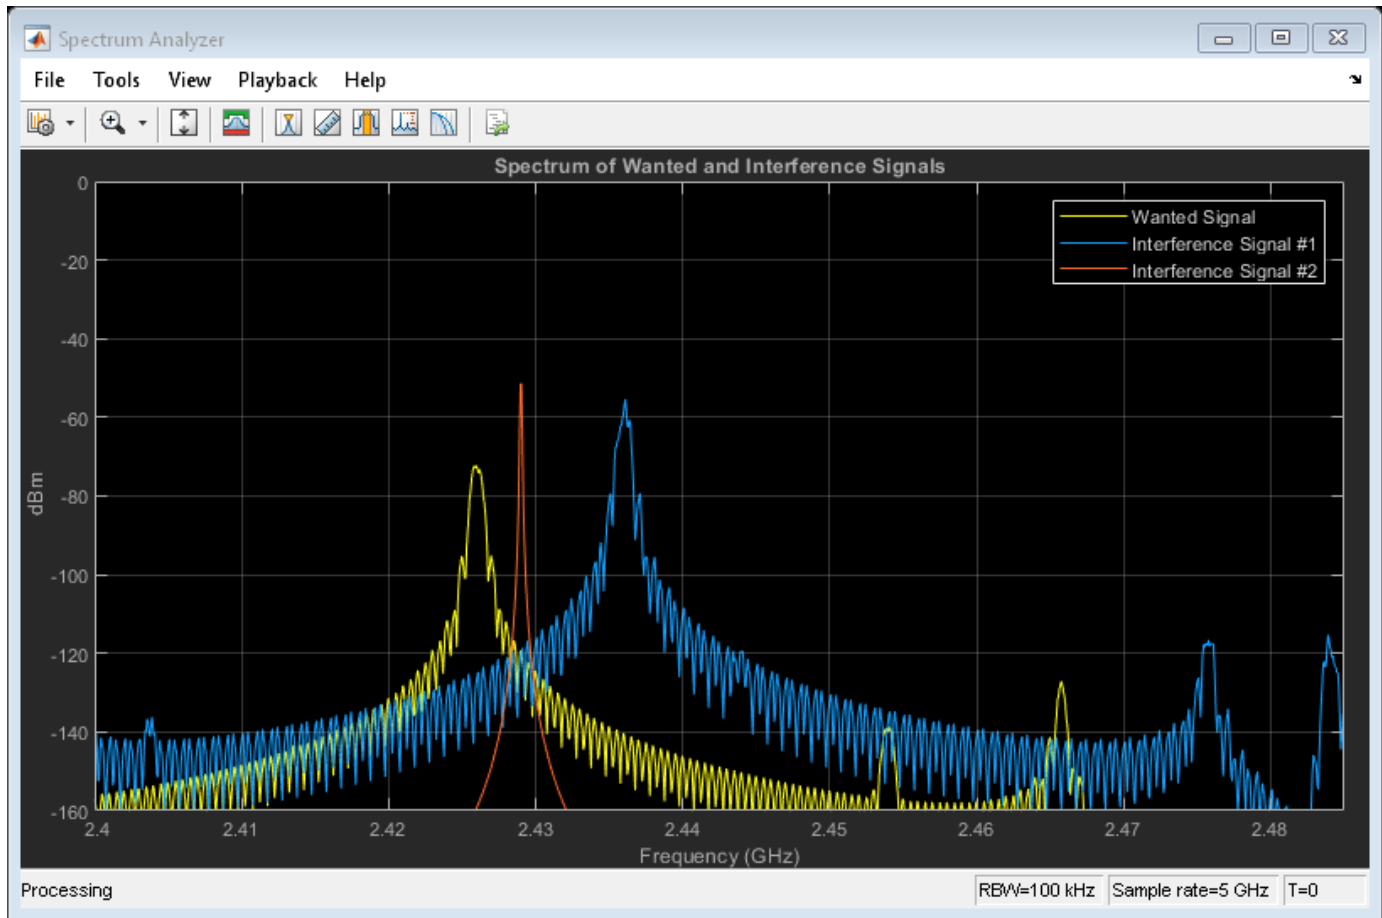 Spectrum Analyzer
File Tools View Playback Help
Spectrum of Wanted and Interference Signals
Wanted Signal
Interference Signal #1
Interference Signal #2
0
-20
-40
-60
-80
-100
-120
-140
-160
dBm
2.4 2.41 2.42 2.43 2.44 2.45 2.46 2.47 2.48
Frequency (GHz)
Processing RBW=100 kHz Sample rate=5 GHz T=0